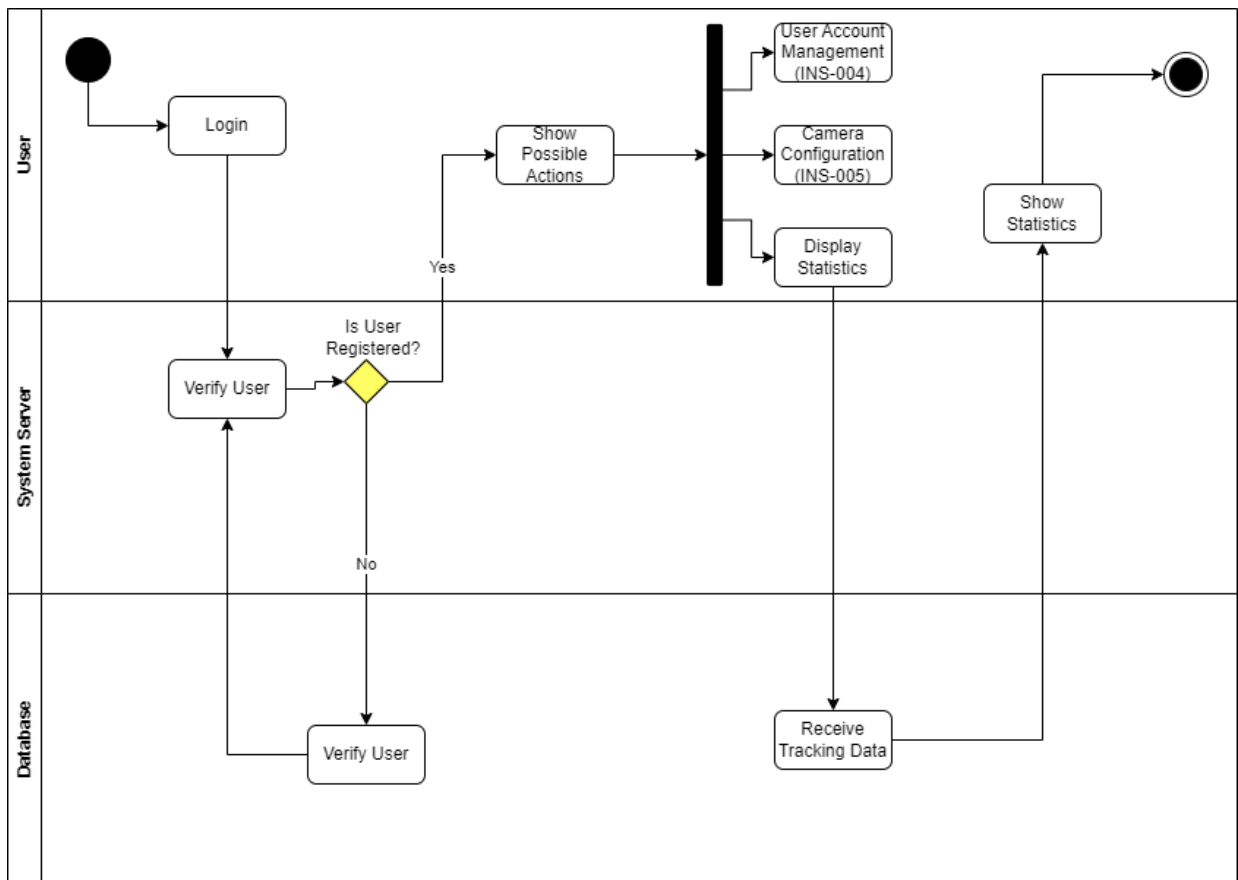 User
Login
Show
Possible
Actions
User Account
Management
(INS-004)
Camera
Configuration
(INS-005)
Display
Statistics
Show
Statistics
Yes
System Server
Verify User
Is User
Registered?
No
Database
Verify User
Receive
Tracking Data